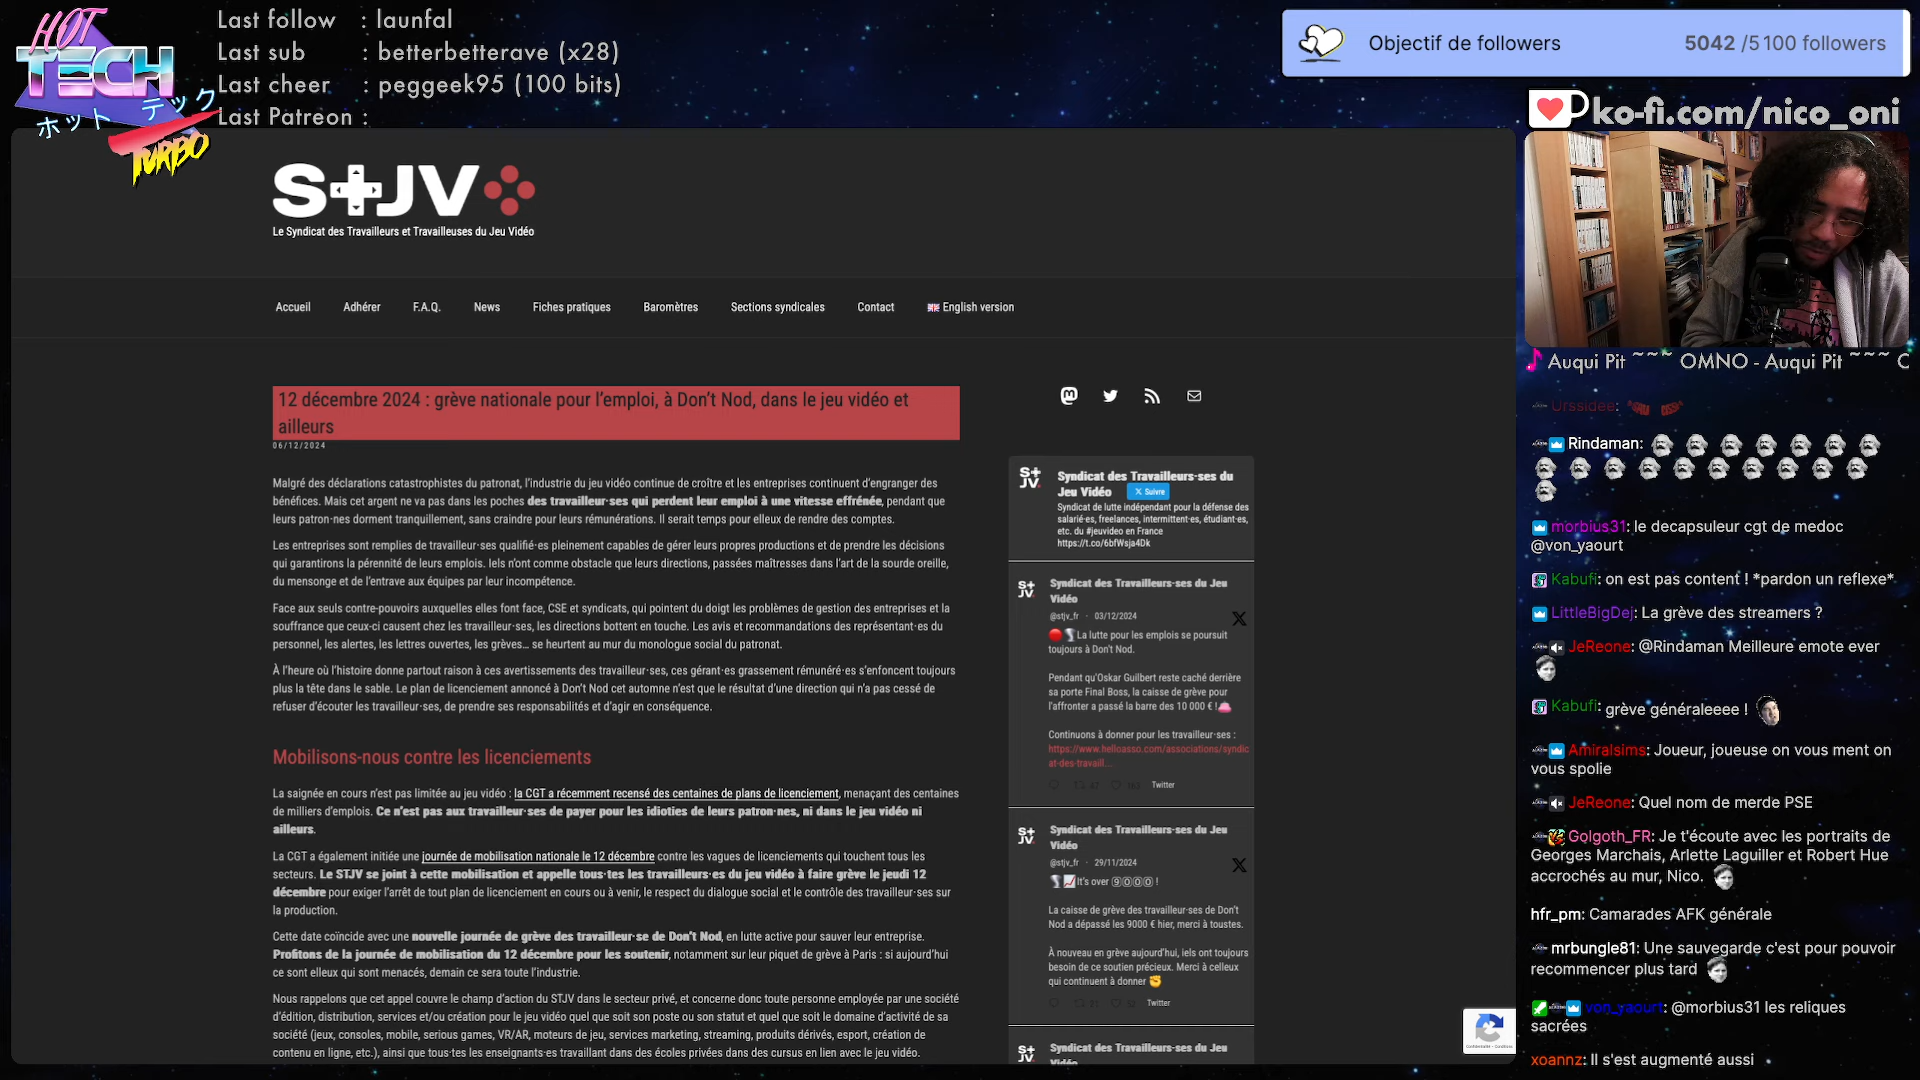 HOT
TECH
ホット テック
TURBO
Last follow : launfal
Last sub : betterbetterave (x28)
Last cheer : peggeek95 (100 bits)
Last Patreon :
Objectif de followers 5042 /5 100 followers
ko-fi.com/nico_oni
STJV
Le Syndicat des Travailleurs et Travailleuses du Jeu Vidéo
Accueil Adhérer F.A.Q. News Fiches pratiques Baromètres Sections syndicales Contact English version
12 décembre 2024 : grève nationale pour l'emploi, à Don't Nod, dans le jeu vidéo et
ailleurs
06/12/2024
Malgré des déclarations catastrophistes du patronat, l'industrie du jeu vidéo continue de croître et les entreprises continuent d'engranger des
bénéfices. Mais cet argent ne va pas dans les poches des travailleur·ses qui perdent leur emploi à une vitesse effrénée, pendant que
leurs patron·nes dorment tranquillement, sans craindre pour leurs rémunérations. Il serait temps pour elleux de rendre des comptes.
Les entreprises sont remplies de travailleur·ses qualifié·es pleinement capables de gérer leurs propres productions et de prendre les décisions
qui garantirons la pérennité de leurs emplois. Iels n'ont comme obstacle que leurs directions, passées maîtresses dans l'art de la sourde oreille,
du mensonge et de l'entrave aux équipes par leur incompétence.
Face aux seuls contre-pouvoirs auxquelles elles font face, CSE et syndicats, qui pointent du doigt les problèmes de gestion des entreprises et la
souffrance que ceux-ci causent chez les travailleur·ses, les directions bottent en touche. Les avis et recommandations des représentant·es du
personnel, les alertes, les lettres ouvertes, les grèves... se heurtent au mur du monologue social du patronat.
À l'heure où l'histoire donne partout raison à ces avertissements des travailleur·ses, ces gérant·es grassement rémunéré·es s'enfoncent toujours
plus la tête dans le sable. Le plan de licenciement annoncé à Don't Nod cet automne n'est que le résultat d'une direction qui n'a pas cessé de
refuser d'écouter les travailleur·ses, de prendre ses responsabilités et d'agir en conséquence.
Mobilisons-nous contre les licenciements
La saignée en cours n'est pas limitée au jeu vidéo : la CGT a récemment recensé des centaines de plans de licenciement, menaçant des centaines
de milliers d'emplois. Ce n'est pas aux travailleur·ses de payer pour les idioties de leurs patron·nes, ni dans le jeu vidéo ni
ailleurs.
La CGT a également initiée une journée de mobilisation nationale le 12 décembre contre les vagues de licenciements qui touchent tous les
secteurs. Le STJV se joint à cette mobilisation et appelle tous·tes les travailleurs·es du jeu vidéo à faire grève le jeudi 12
décembre pour exiger l'arrêt de tout plan de licenciement en cours ou à venir, le respect du dialogue social et le contrôle des travailleur·ses sur
la production.
Cette date coïncide avec une nouvelle journée de grève des travailleur·se de Don't Nod, en lutte active pour sauver leur entreprise.
Profitons de la journée de mobilisation du 12 décembre pour les soutenir, notamment sur leur piquet de grève à Paris : si aujourd'hui
ce sont elleux qui sont menacés, demain ce sera toute l'industrie.
Nous rappelons que cet appel couvre le champ d'action du STJV dans le secteur privé, et concerne donc toute personne employée par une société
d'édition, distribution, services et/ou création pour le jeu vidéo quel que soit son poste ou son statut et quel que soit le domaine d'activité de sa
société (jeux, consoles, mobile, serious games, VR/AR, moteurs de jeu, services marketing, streaming, produits dérivés, esport, création de
contenu en ligne, etc.), ainsi que tous·tes les enseignants·es travaillant dans des écoles privées dans des cursus en lien avec le jeu vidéo.
Syndicat des Travailleurs·ses du
Jeu Vidéo Suivre
Syndicat de lutte indépendant pour la défense des
salarié·es, freelances, intermittent·es, étudiant·es,
etc. du #jeuvideo en France
https://t.co/6bfWsja4Dk
Syndicat des Travailleurs·ses du Jeu
Vidéo
@stjv_fr · 03/12/2024
La lutte pour les emplois se poursuit
toujours à Don't Nod.
Pendant qu'Oskar Guilbert reste caché derrière
sa porte Final Boss, la caisse de grève pour
l'affronter a passé la barre des 10 000 € !
Continuons à donner pour les travailleur·ses :
https://www.helloasso.com/associations/syndic
at-des-travaill...
Twitter
Syndicat des Travailleurs·ses du Jeu
Vidéo
@stjv_fr · 29/11/2024
It's over ⑨⓪⓪⓪ !
La caisse de grève des travailleur·ses de Don't
Nod a dépassé les 9000 € hier, merci à toustes.
À nouveau en grève aujourd'hui, iels ont toujours
besoin de ce soutien précieux. Merci à celleux
qui continuent à donner
Twitter
Syndicat des Travailleurs·ses du Jeu
Vidéo
Auqui Pit ~~~ OMNO - Auqui Pit ~~~
Urssidee:
Rindaman:
morbius31: le decapsuleur cgt de medoc
@von_yaourt
Kabufi: on est pas content ! *pardon un reflexe*
LittleBigDej: La grève des streamers ?
JeReone: @Rindaman Meilleure emote ever
Kabufi: grève généraleeee !
Amiralsims: Joueur, joueuse on vous ment on
vous spolie
JeReone: Quel nom de merde PSE
Golgoth_FR: Je t'écoute avec les portraits de
Georges Marchais, Arlette Laguiller et Robert Hue
accrochés au mur, Nico.
hfr_pm: Camarades AFK générale
mrbungle81: Une sauvegarde c'est pour pouvoir
recommencer plus tard
von_yaourt: @morbius31 les reliques
sacrées
xoannz: Il s'est augmenté aussi